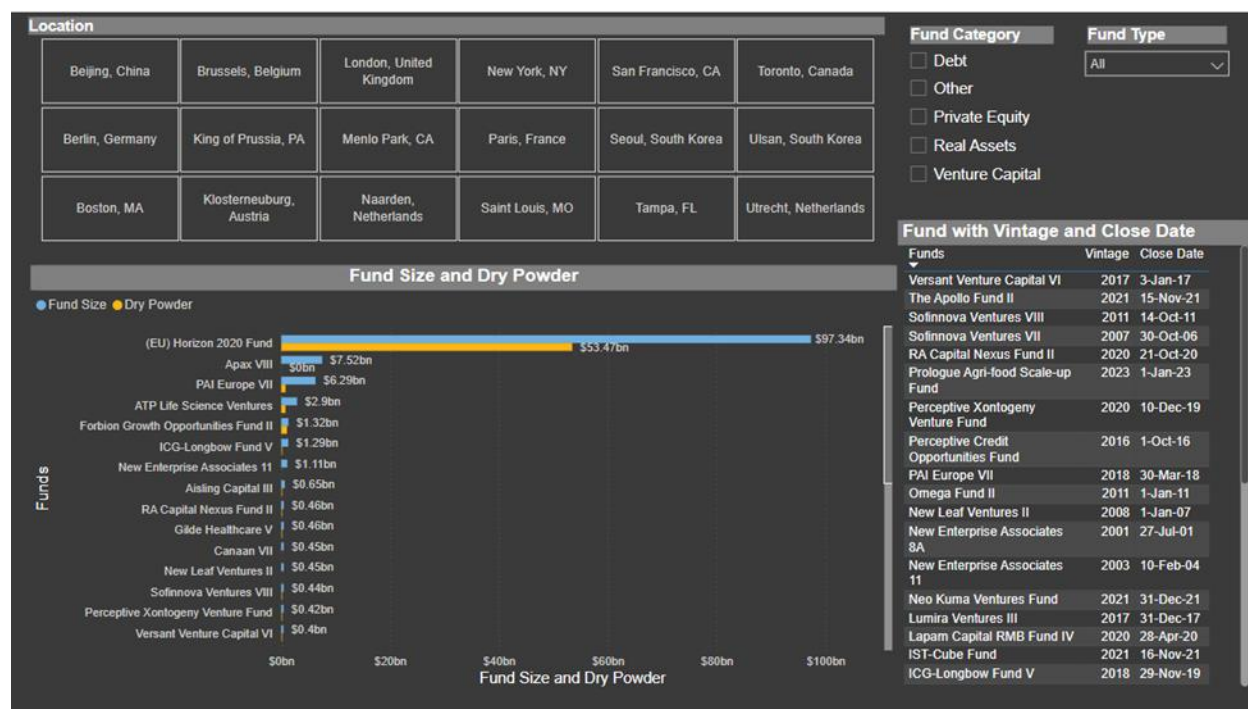 Location
Beijing, China
Brussels, Belgium
London, United
Kingdom
New York, NY
San Francisco, CA
Toronto, Canada
Berlin, Germany
King of Prussia, PA
Menlo Park, CA
Paris, France
Seoul, South Korea
Ulsan, South Korea
Boston, MA
Klosterneuburg,
Austria
Naarden,
Netherlands
Saint Louis, MO
Tampa, FL
Utrecht, Netherlands
Fund Category
Debt
Other
Private Equity
Real Assets
Venture Capital
Fund Type
All
Fund Size and Dry Powder
Fund Size Dry Powder
Funds
(EU) Horizon 2020 Fund $97.34bn
$53.47bn
Apax VIII $7.52bn
$0bn
PAI Europe VII $6.29bn
ATP Life Science Ventures $2.9bn
Forbion Growth Opportunities Fund II $1.32bn
ICG-Longbow Fund V $1.29bn
New Enterprise Associates 11 $1.11bn
Aisling Capital III $0.65bn
RA Capital Nexus Fund II $0.46bn
Gilde Healthcare V $0.46bn
Canaan VII $0.45bn
New Leaf Ventures II $0.45bn
Sofinnova Ventures VIII $0.44bn
Perceptive Xontogeny Venture Fund $0.42bn
Versant Venture Capital VI $0.4bn
$0bn $20bn $40bn $60bn $80bn $100bn
Fund Size and Dry Powder
Fund with Vintage and Close Date
Funds Vintage Close Date
Versant Venture Capital VI 2017 3-Jan-17
The Apollo Fund II 2021 15-Nov-21
Sofinnova Ventures VIII 2011 14-Oct-11
Sofinnova Ventures VII 2007 30-Oct-06
RA Capital Nexus Fund II 2020 21-Oct-20
Prologue Agri-food Scale-up 2023 1-Jan-23
Fund
Perceptive Xontogeny 2020 10-Dec-19
Venture Fund
Perceptive Credit 2016 1-Oct-16
Opportunities Fund
PAI Europe VII 2018 30-Mar-18
Omega Fund II 2011 1-Jan-11
New Leaf Ventures II 2008 1-Jan-07
New Enterprise Associates 2001 27-Jul-01
8A
New Enterprise Associates 2003 10-Feb-04
11
Neo Kuma Ventures Fund 2021 31-Dec-21
Lumira Ventures III 2017 31-Dec-17
Lapam Capital RMB Fund IV 2020 28-Apr-20
IST-Cube Fund 2021 16-Nov-21
ICG-Longbow Fund V 2018 29-Nov-19